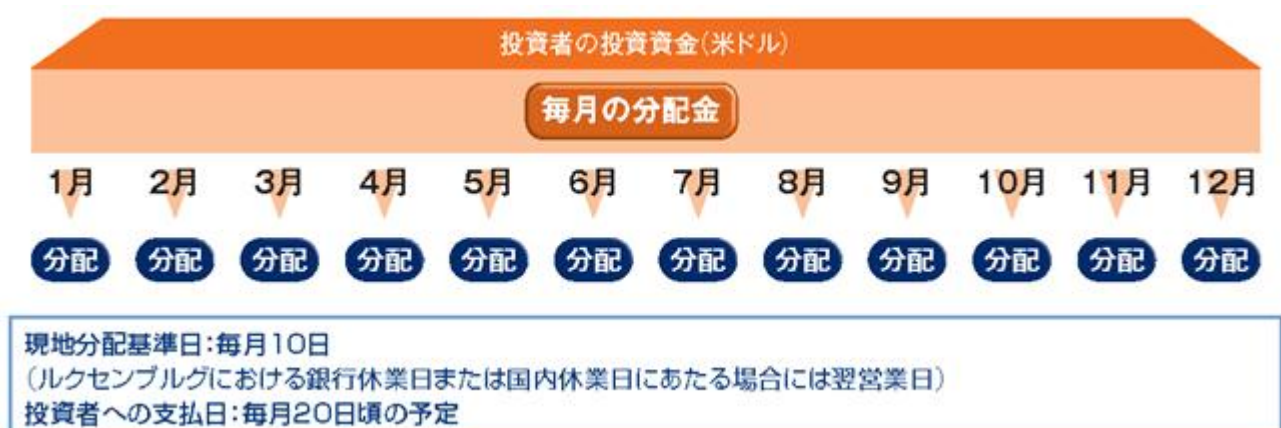 投資者の投資資金(米ドル)
毎月の分配金
1月 2月 3月 4月 5月 6月 7月 8月 9月 10月 11月 12月
分配 分配 分配 分配 分配 分配 分配 分配 分配 分配 分配 分配
現地分配基準日:毎月10日
(ルクセンブルグにおける銀行休業日または国内休業日にあたる場合には翌営業日)
投資者への支払日:毎月20日頃の予定